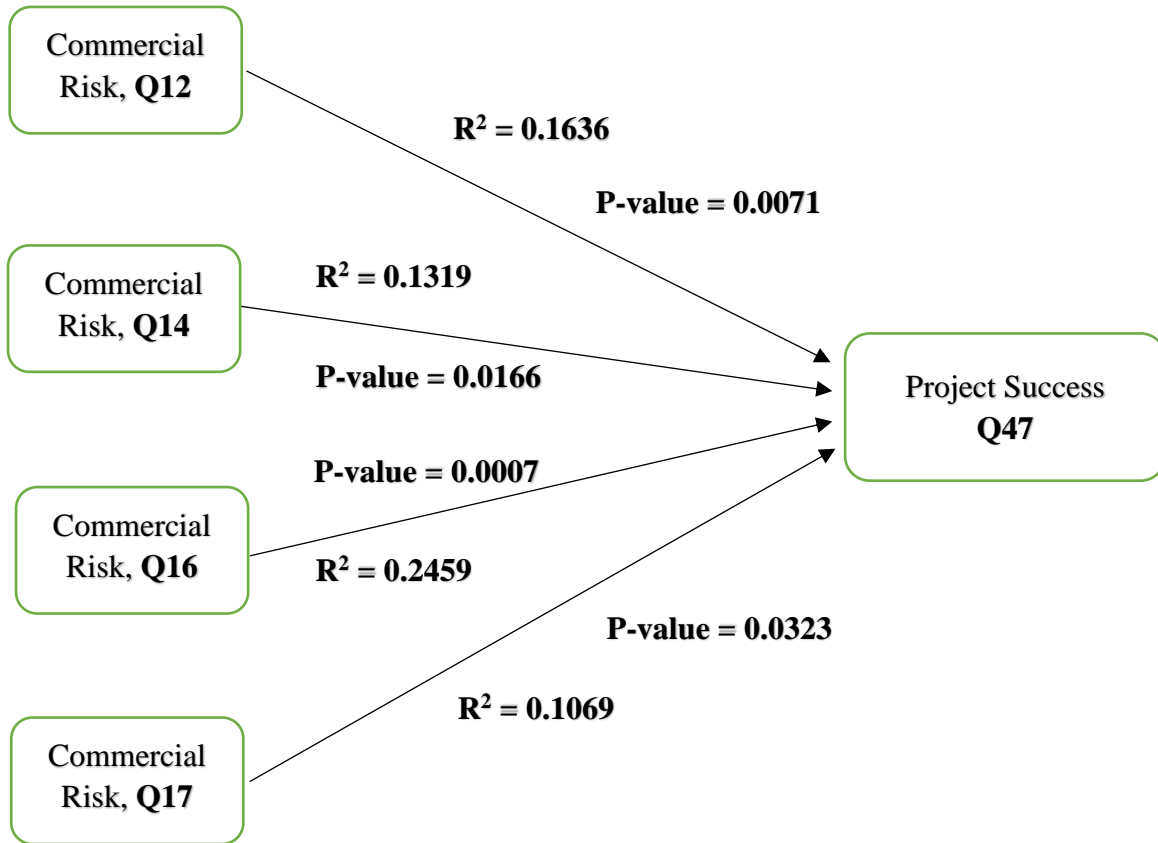 Commercial
Risk, Q12
R² = 0.1636
P-value = 0.0071
Commercial
Risk, Q14
R² = 0.1319
P-value = 0.0166
Project Success
Q47
P-value = 0.0007
Commercial
Risk, Q16
R² = 0.2459
P-value = 0.0323
R² = 0.1069
Commercial
Risk, Q17